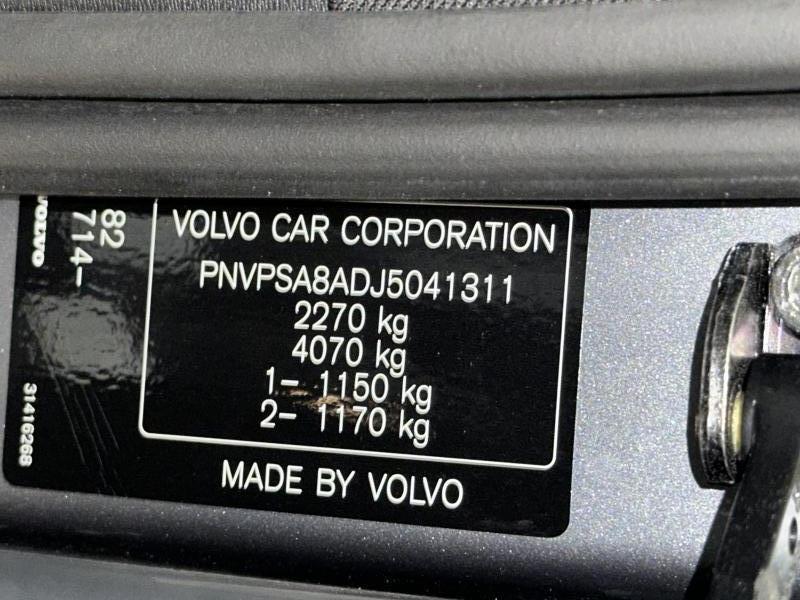 VOLVO
82
714-
31416268
VOLVO CAR CORPORATION
PNVPSA8ADJ5041311
2270 kg
4070 kg
1- 1150 kg
2- 1170 kg
MADE BY VOLVO